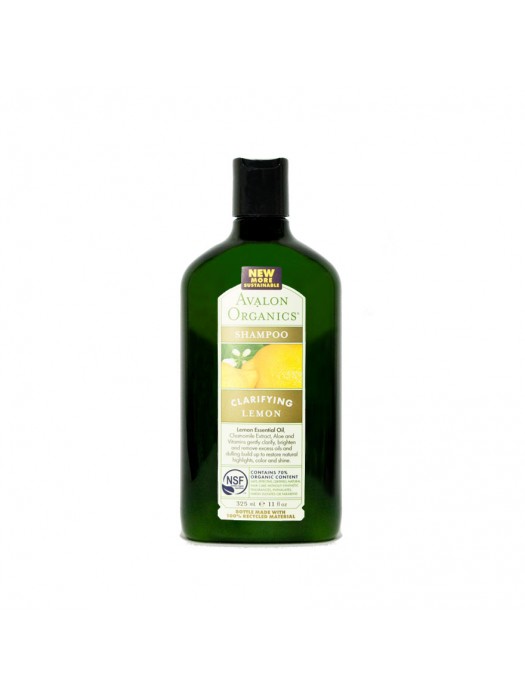 NEW
MORE
SUSTAINABLE
AVALON
ORGANICS®
SHAMPOO
CLARIFYING
LEMON
Lemon Essential Oil,
Chamomile Extract, Aloe and
Vitamins gently clarify, brighten
and remove excess oils and
dulling build up to restore natural
highlights, color and shine.
NSF
CONTAINS 70%
ORGANIC CONTENT
325 ml 11 fl oz
BOTTLE MADE WITH
100% RECYCLED MATERIAL